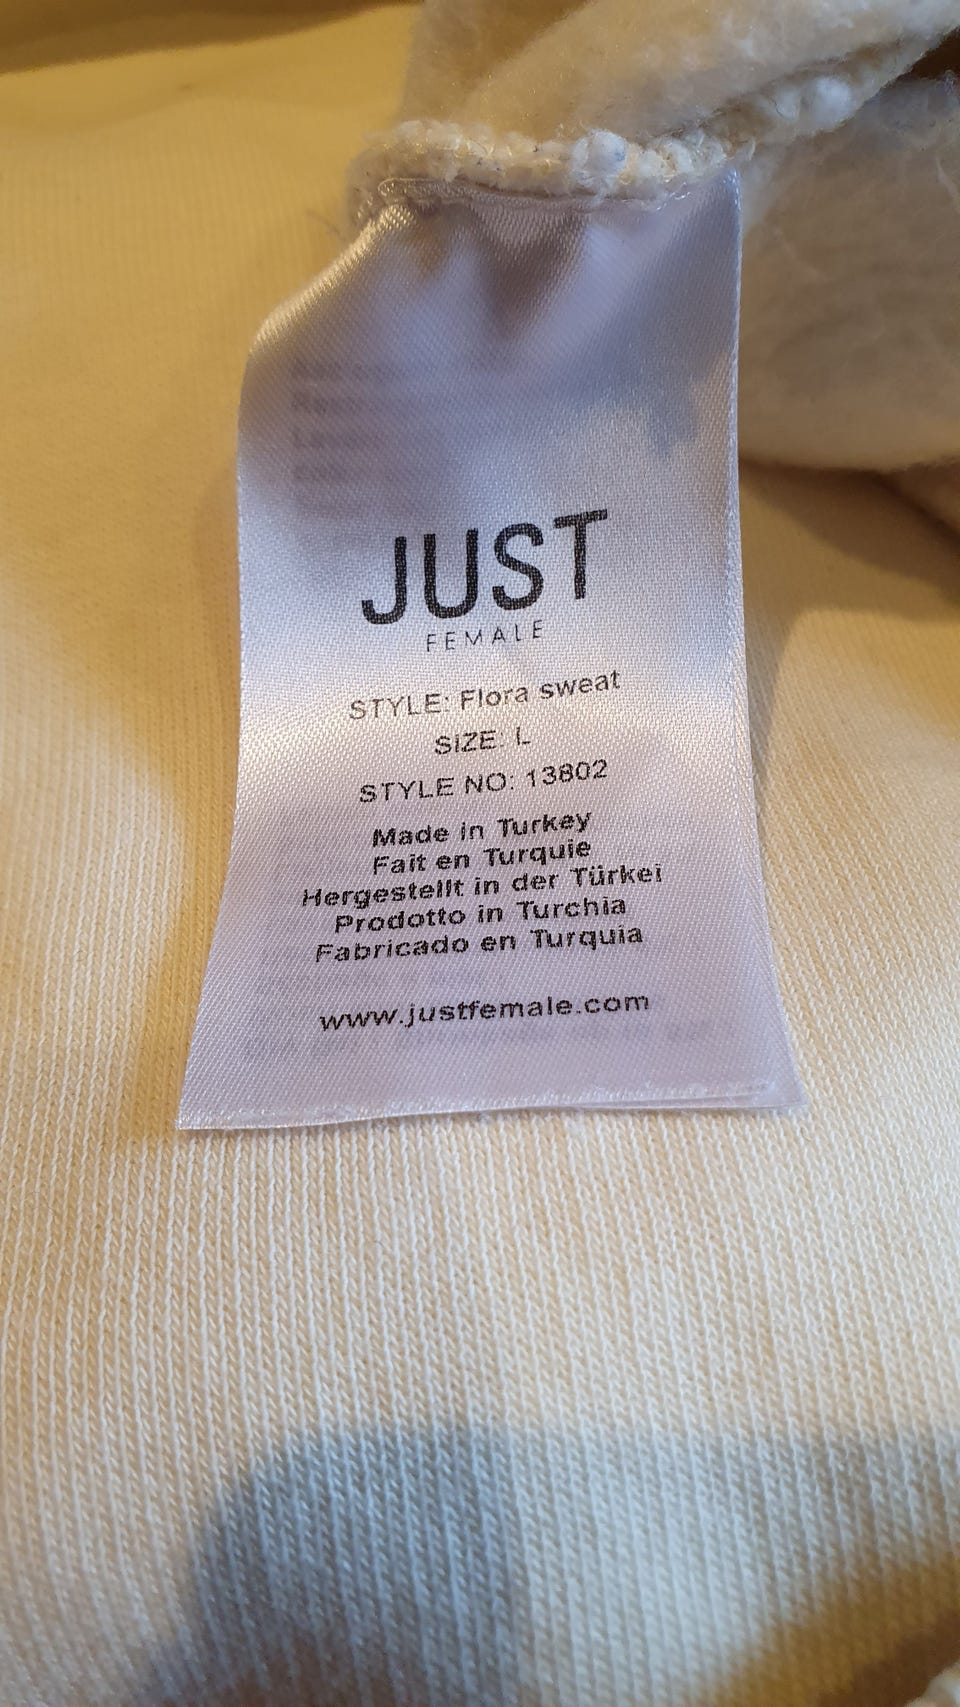 JUST
FEMALE
STYLE: Flora sweat
SIZE: L
STYLE NO: 13802
Made in Turkey
Fait en Turquie
Hergestellt in der Türkei
Prodotto in Turchia
Fabricado en Turquia
www.justfemale.com